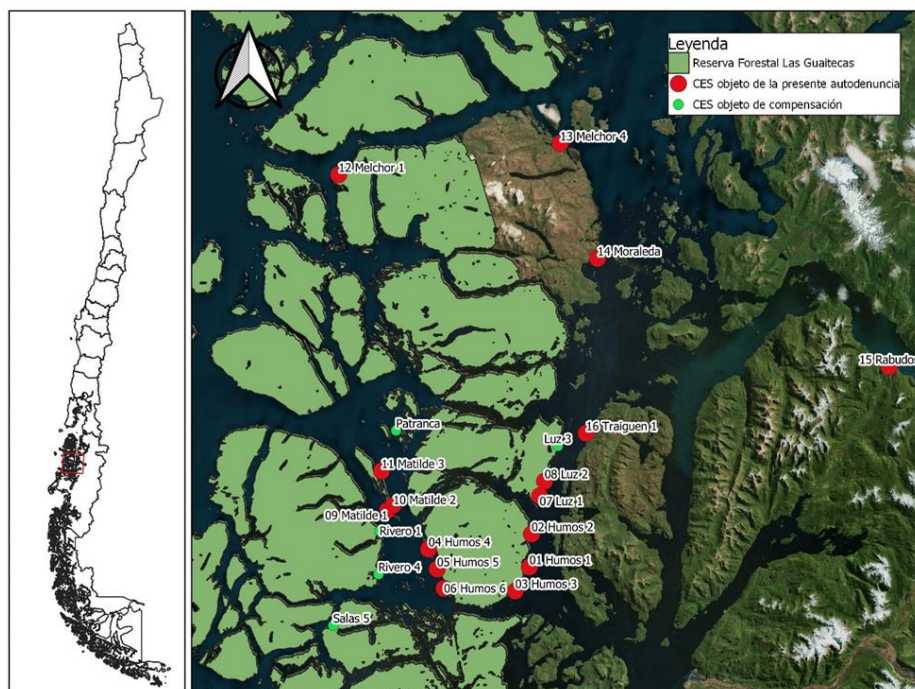 Leyenda
Reserva Forestal Las Guaitecas
CES objeto de la presente autodenuncia
CES objeto de compensación
13 Melchor 4
12 Melchor 1
14 Moraleda
15 Rabudos
Patranca
16 Traiguen 1
Luz 3
11 Matilde 3
08 Luz 2
07 Luz 1
10 Matilde 2
09 Matilde 1
Rivero 1
02 Humos 2
04 Humos 4
01 Humos 1
05 Humos 5
Rivero 4
06 Humos 6
03 Humos 3
Salas 5